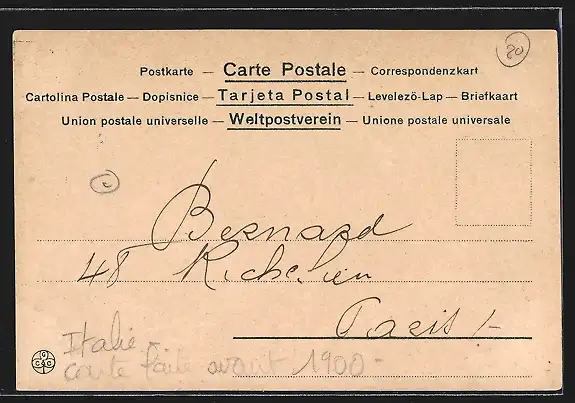 20
Postkarte — Carte Postale — Correspondenzkart
Cartolina Postale — Dopisnice — Tarjeta Postal — Levelezö-Lap — Briefkaart
Union postale universelle — Weltpostverein — Unione postale universale
Bernard
48 Richelieu
Paris
Italie -
carte faite avant 1900 -